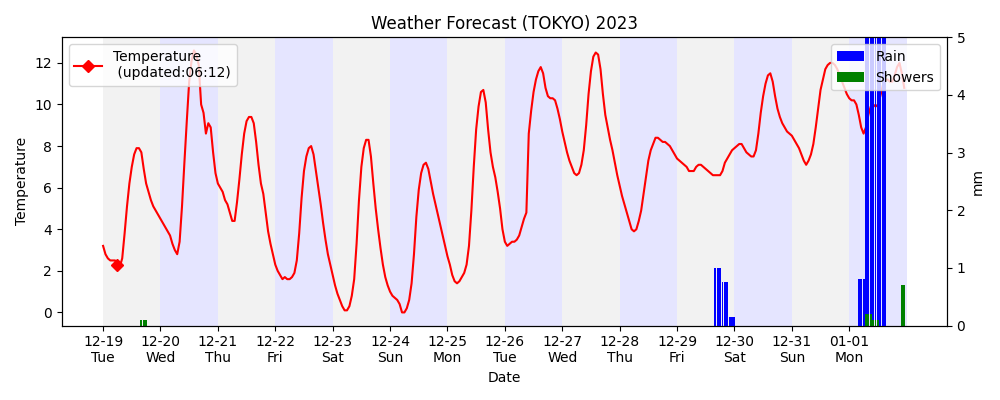 Weather Forecast (TOKYO) 2023
Temperature
(updated:06:12)
Rain
Showers
Temperature
12
10
8
6
4
2
0
5
4
3
2
1
0
mm
12-19 12-20 12-21 12-22 12-23 12-24 12-25 12-26 12-27 12-28 12-29 12-30 12-31 01-01
Tue Wed Thu Fri Sat Sun Mon Tue Wed Thu Fri Sat Sun Mon
Date